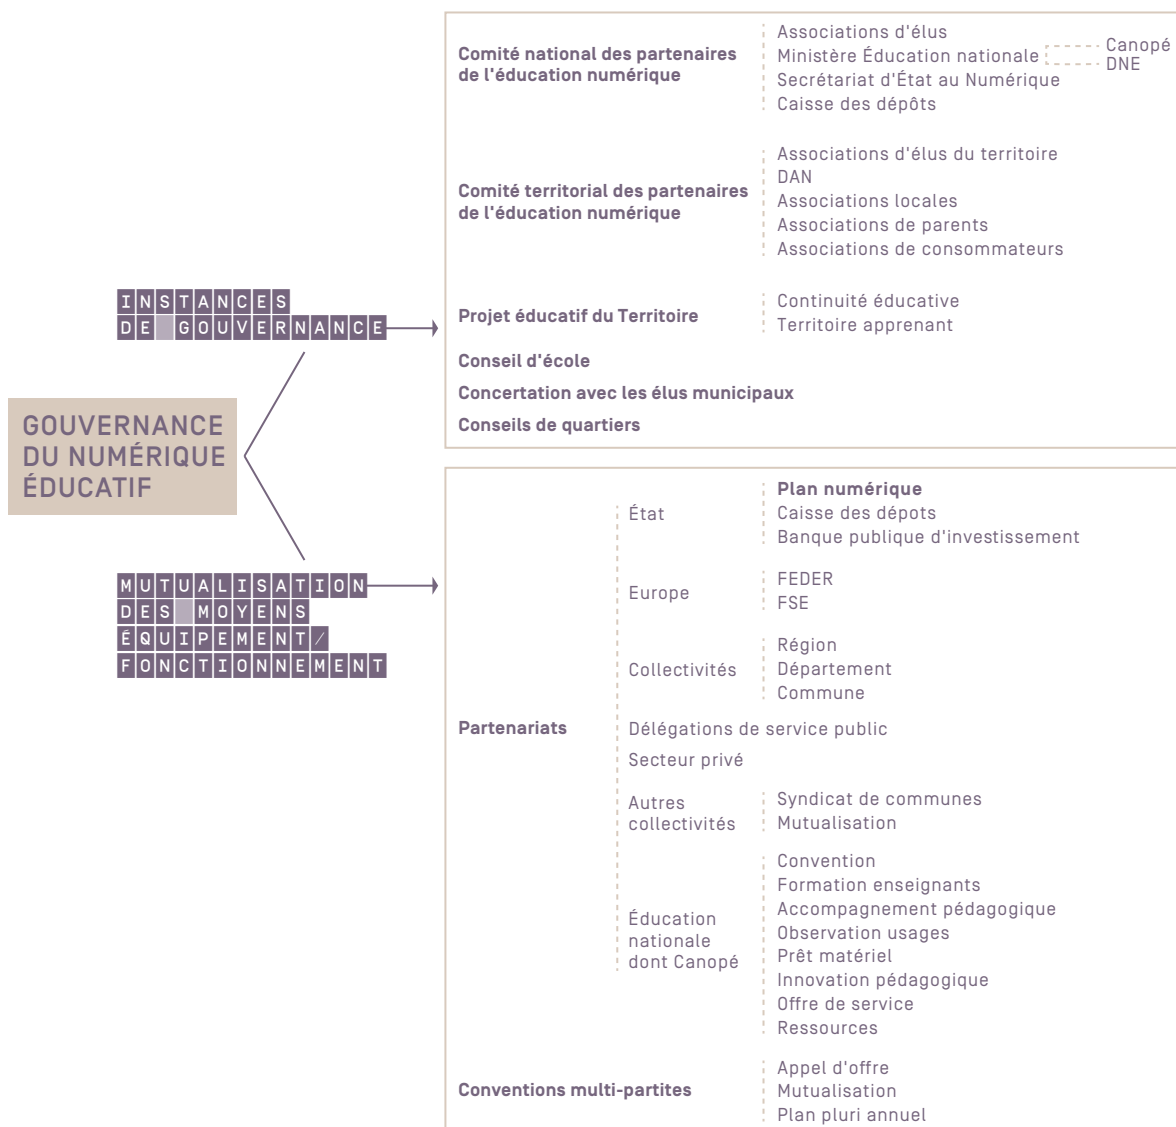 GOUVERNANCE
DU NUMÉRIQUE
ÉDUCATIF
INSTANCES
DE GOUVERNANCE
Comité national des partenaires
de l'éducation numérique
Associations d'élus
Ministère Éducation nationale
Canopé
DNE
Secrétariat d'État au Numérique
Caisse des dépôts
Comité territorial des partenaires
de l'éducation numérique
Associations d'élus du territoire
DAN
Associations locales
Associations de parents
Associations de consommateurs
Projet éducatif du Territoire
Continuité éducative
Territoire apprenant
Conseil d'école
Concertation avec les élus municipaux
Conseils de quartiers
MUTUALISATION
DES MOYENS
ÉQUIPEMENT/
FONCTIONNEMENT
Partenariats
État
Plan numérique
Caisse des dépots
Banque publique d'investissement
Europe
FEDER
FSE
Collectivités
Région
Département
Commune
Délégations de service public
Secteur privé
Autres
collectivités
Syndicat de communes
Mutualisation
Éducation
nationale
dont Canopé
Convention
Formation enseignants
Accompagnement pédagogique
Observation usages
Prêt matériel
Innovation pédagogique
Offre de service
Ressources
Conventions multi-partites
Appel d'offre
Mutualisation
Plan pluri annuel